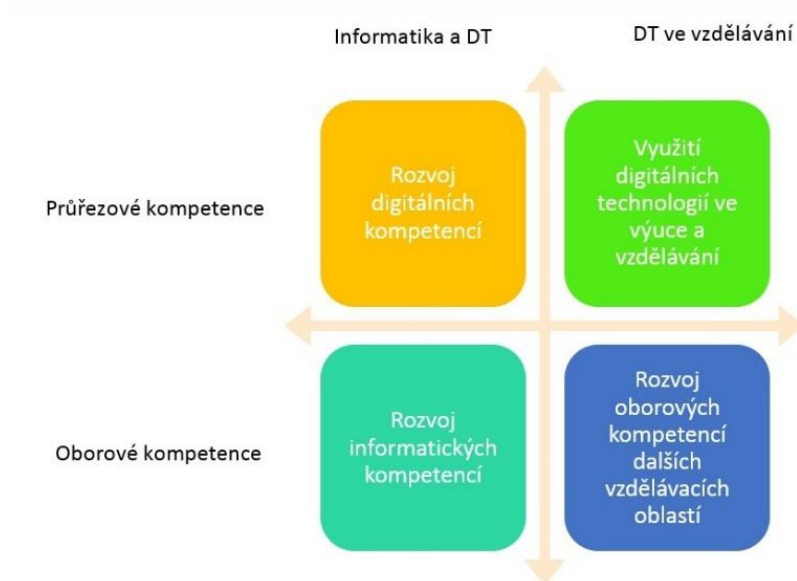 Informatika a DT
DT ve vzdělávání
Průřezové kompetence
Rozvoj
digitálních
kompetencí
Využití
digitálních
technologií ve
výuce a
vzdělávání
Oborové kompetence
Rozvoj
informatických
kompetencí
Rozvoj
oborových
kompetencí
dalších
vzdělávacích
oblastí